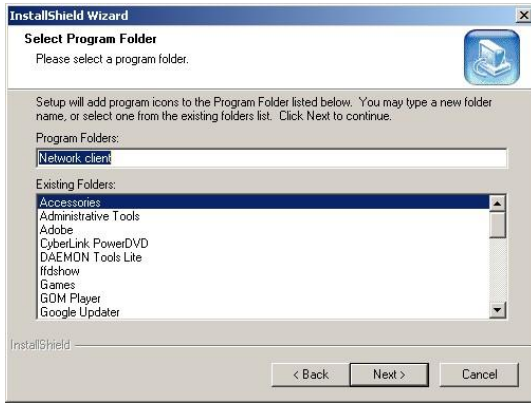 InstallShield Wizard
Select Program Folder
Please select a program folder.
Setup will add program icons to the Program Folder listed below. You may type a new folder
name, or select one from the existing folders list. Click Next to continue.
Program Folders:
Network client
Existing Folders:
Accessories
Administrative Tools
Adobe
CyberLink PowerDVD
DAEMON Tools Lite
ffdshow
Games
GOM Player
Google Updater
InstallShield
< Back
Next >
Cancel